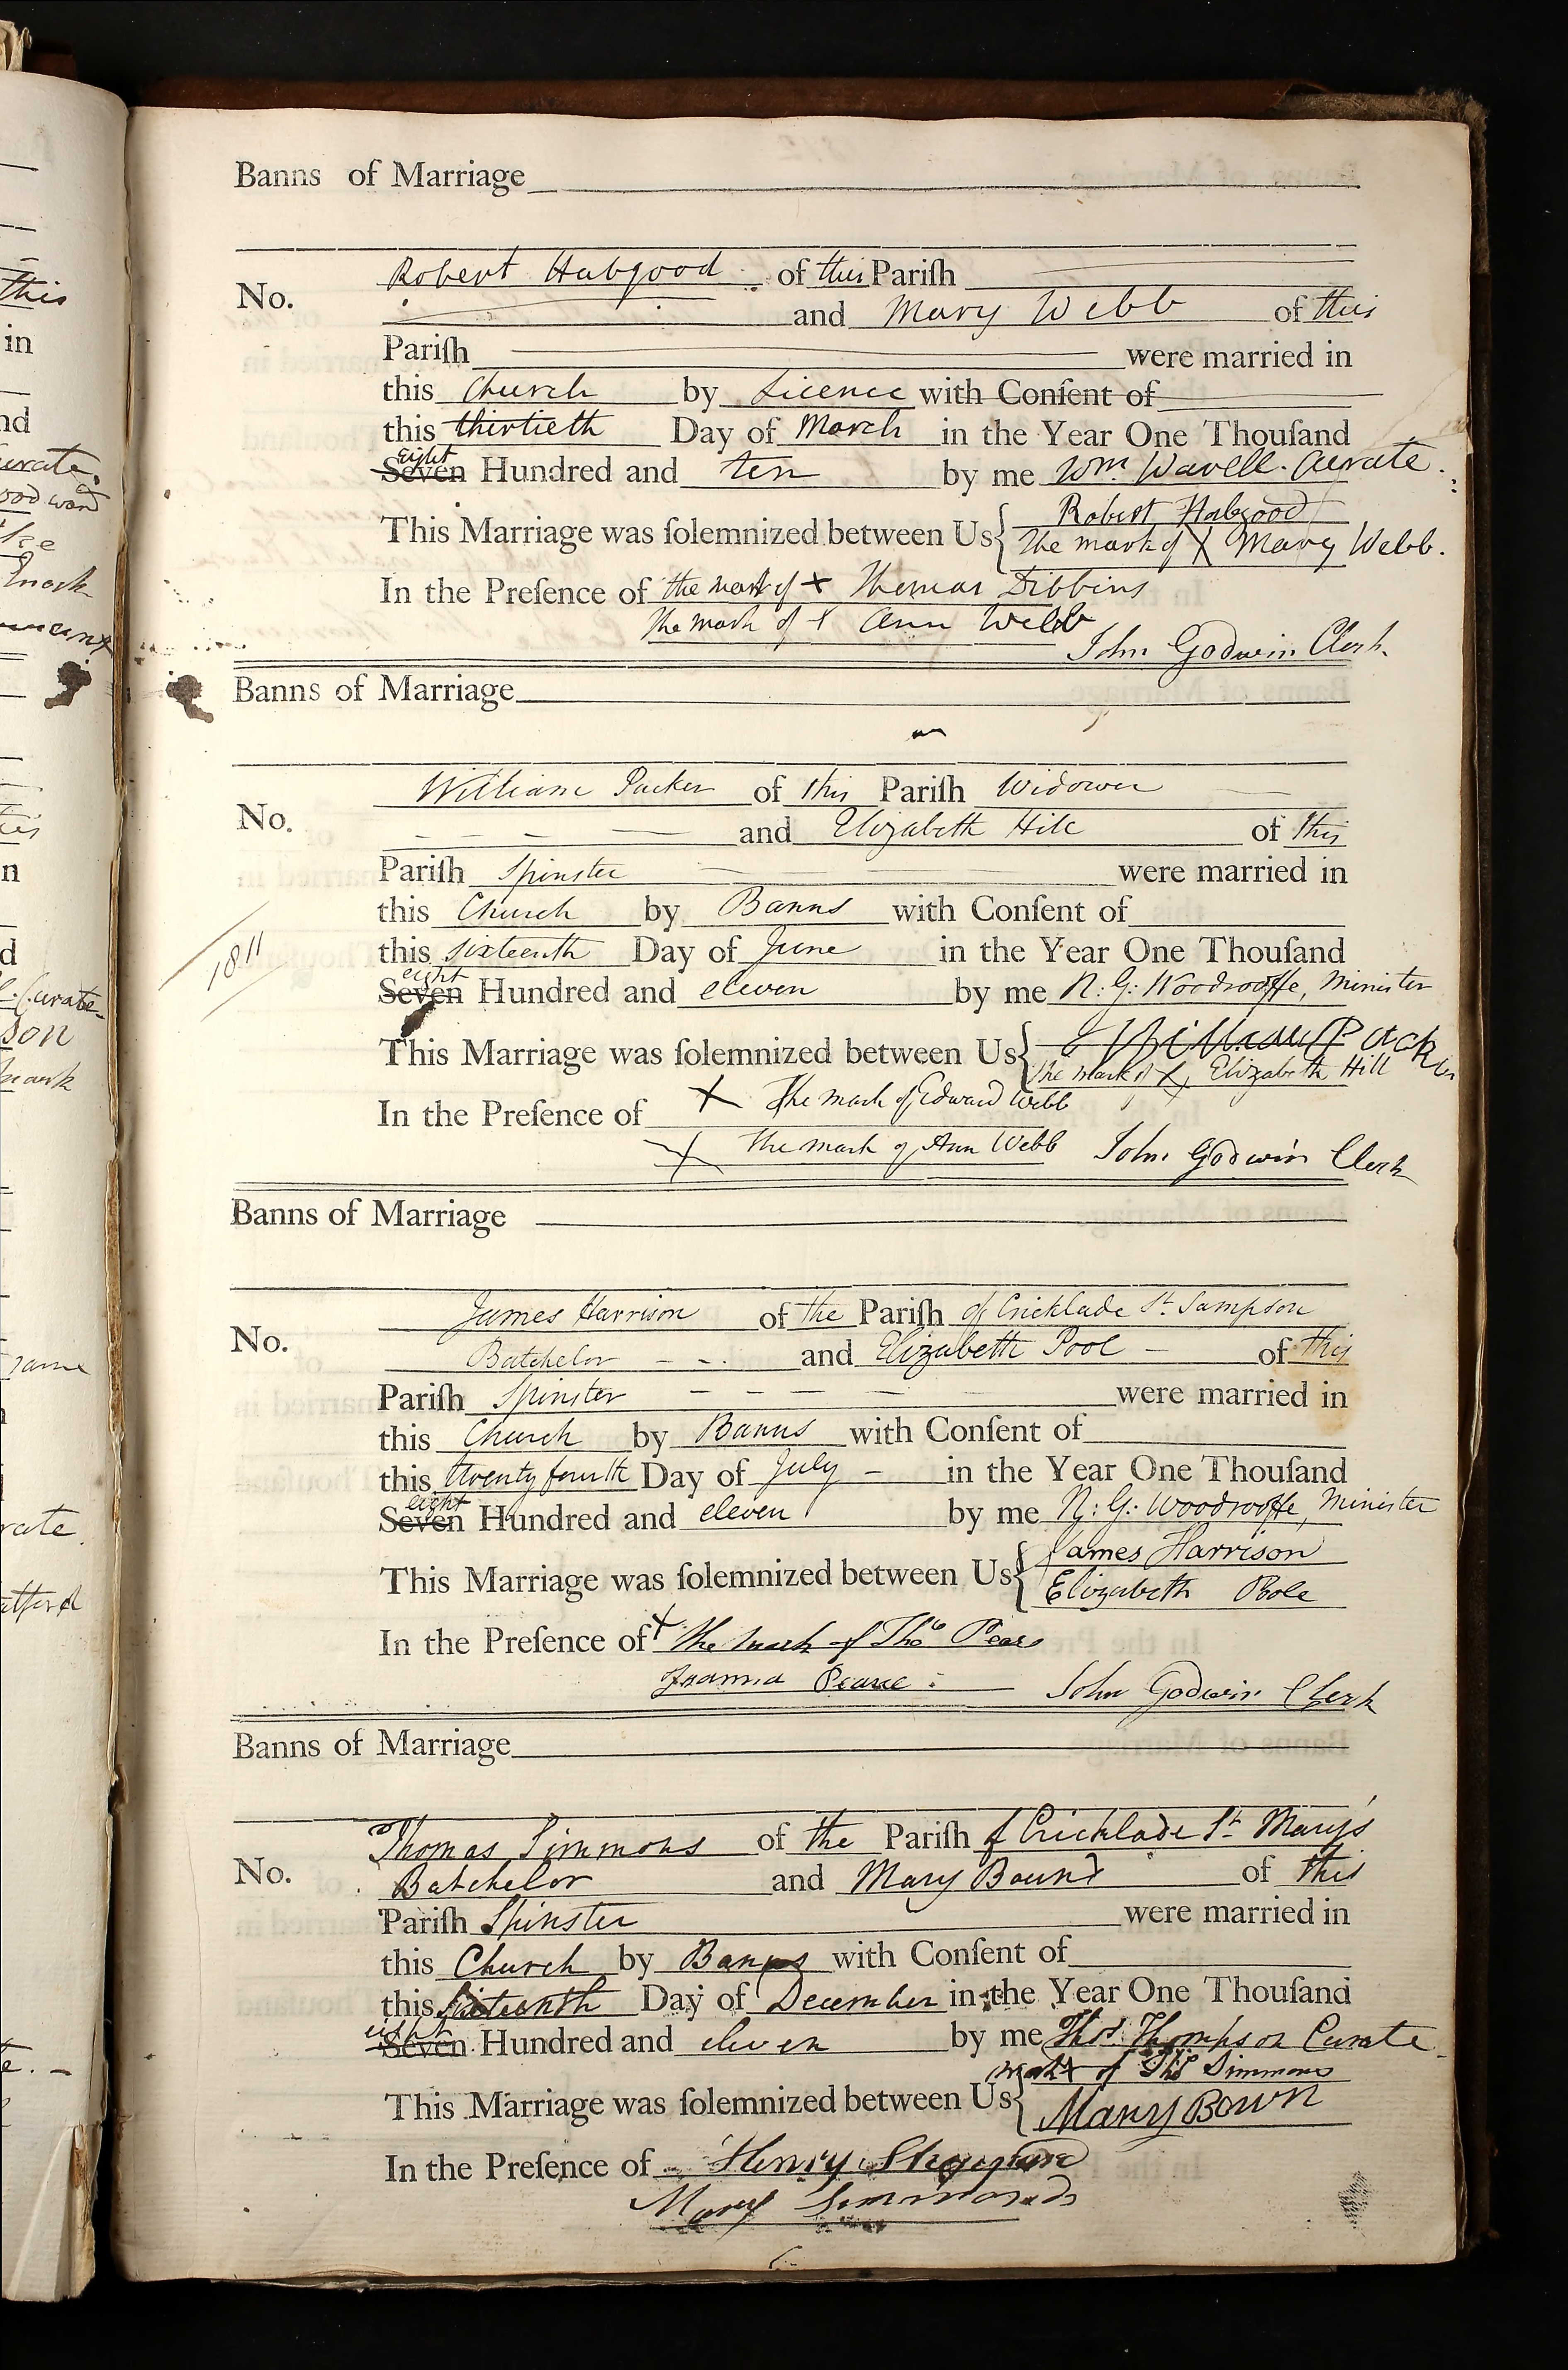 Banns of Marriage
No. Robert Habgood of this Pariſh
and Mary Webb of this
Pariſh were married in
this Church by Licence with Conſent of
this thirtieth Day of March in the Year One Thouſand
Eight
Seven Hundred and ten by me Wm. Wavell. Curate.
This Marriage was ſolemnized between Us { Robert Habgood
The mark of X Mary Webb.
In the Preſence of the mark of + Thomas Dibbins
The mark of + Ann Webb
John Godwin Clerk.
Banns of Marriage
No. William Packer of this Pariſh Widower
and Elizabeth Hill of this
Pariſh Spinster were married in
this Church by Banns with Conſent of
1811
this sixteenth Day of June in the Year One Thouſand
eight
Seven Hundred and eleven by me N: G: Woodrooffe, Minister
This Marriage was ſolemnized between Us { William Packer
The mark of X Elizabeth Hill
In the Preſence of X The mark of Edward Webb
X The mark of Ann Webb John Godwin Clerk
Banns of Marriage
No. James Harrison of the Pariſh of Cricklade St. Sampson
Batchelor and Elizabeth Pool of this
Pariſh Spinster were married in
this Church by Banns with Conſent of
this twenty fourth Day of July in the Year One Thouſand
eight
Seven Hundred and eleven by me N: G: Woodrooffe, Minister
This Marriage was ſolemnized between Us { James Harrison
Elizabeth Pole
In the Preſence of X The mark of Thos
Pearce John Godwin Clerk
Banns of Marriage
No. Thomas Simmons of the Pariſh of Cricklade St. Mary's
Batchelor and Mary Bound of this
Pariſh Spinster were married in
this Church by Banns with Conſent of
this Day of December in the Year One Thouſand
eight
Seven Hundred and eleven by me Thos. Thompson Curate
mark X of Thos Simmons
This Marriage was ſolemnized between Us { Mary Bown
In the Preſence of Henry
Mary Simmonds